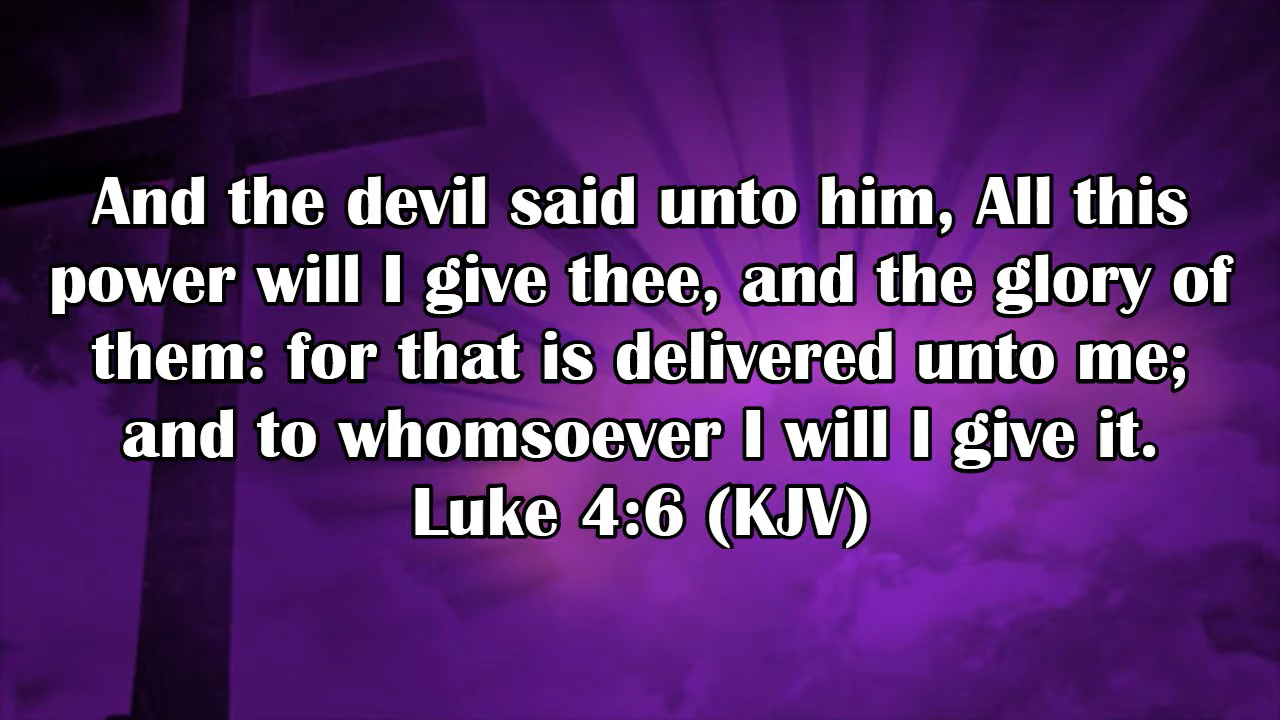 And the devil said unto him, All this
power will I give thee, and the glory of
them: for that is delivered unto me;
and to whomsoever I will I give it.
Luke 4:6 (KJV)